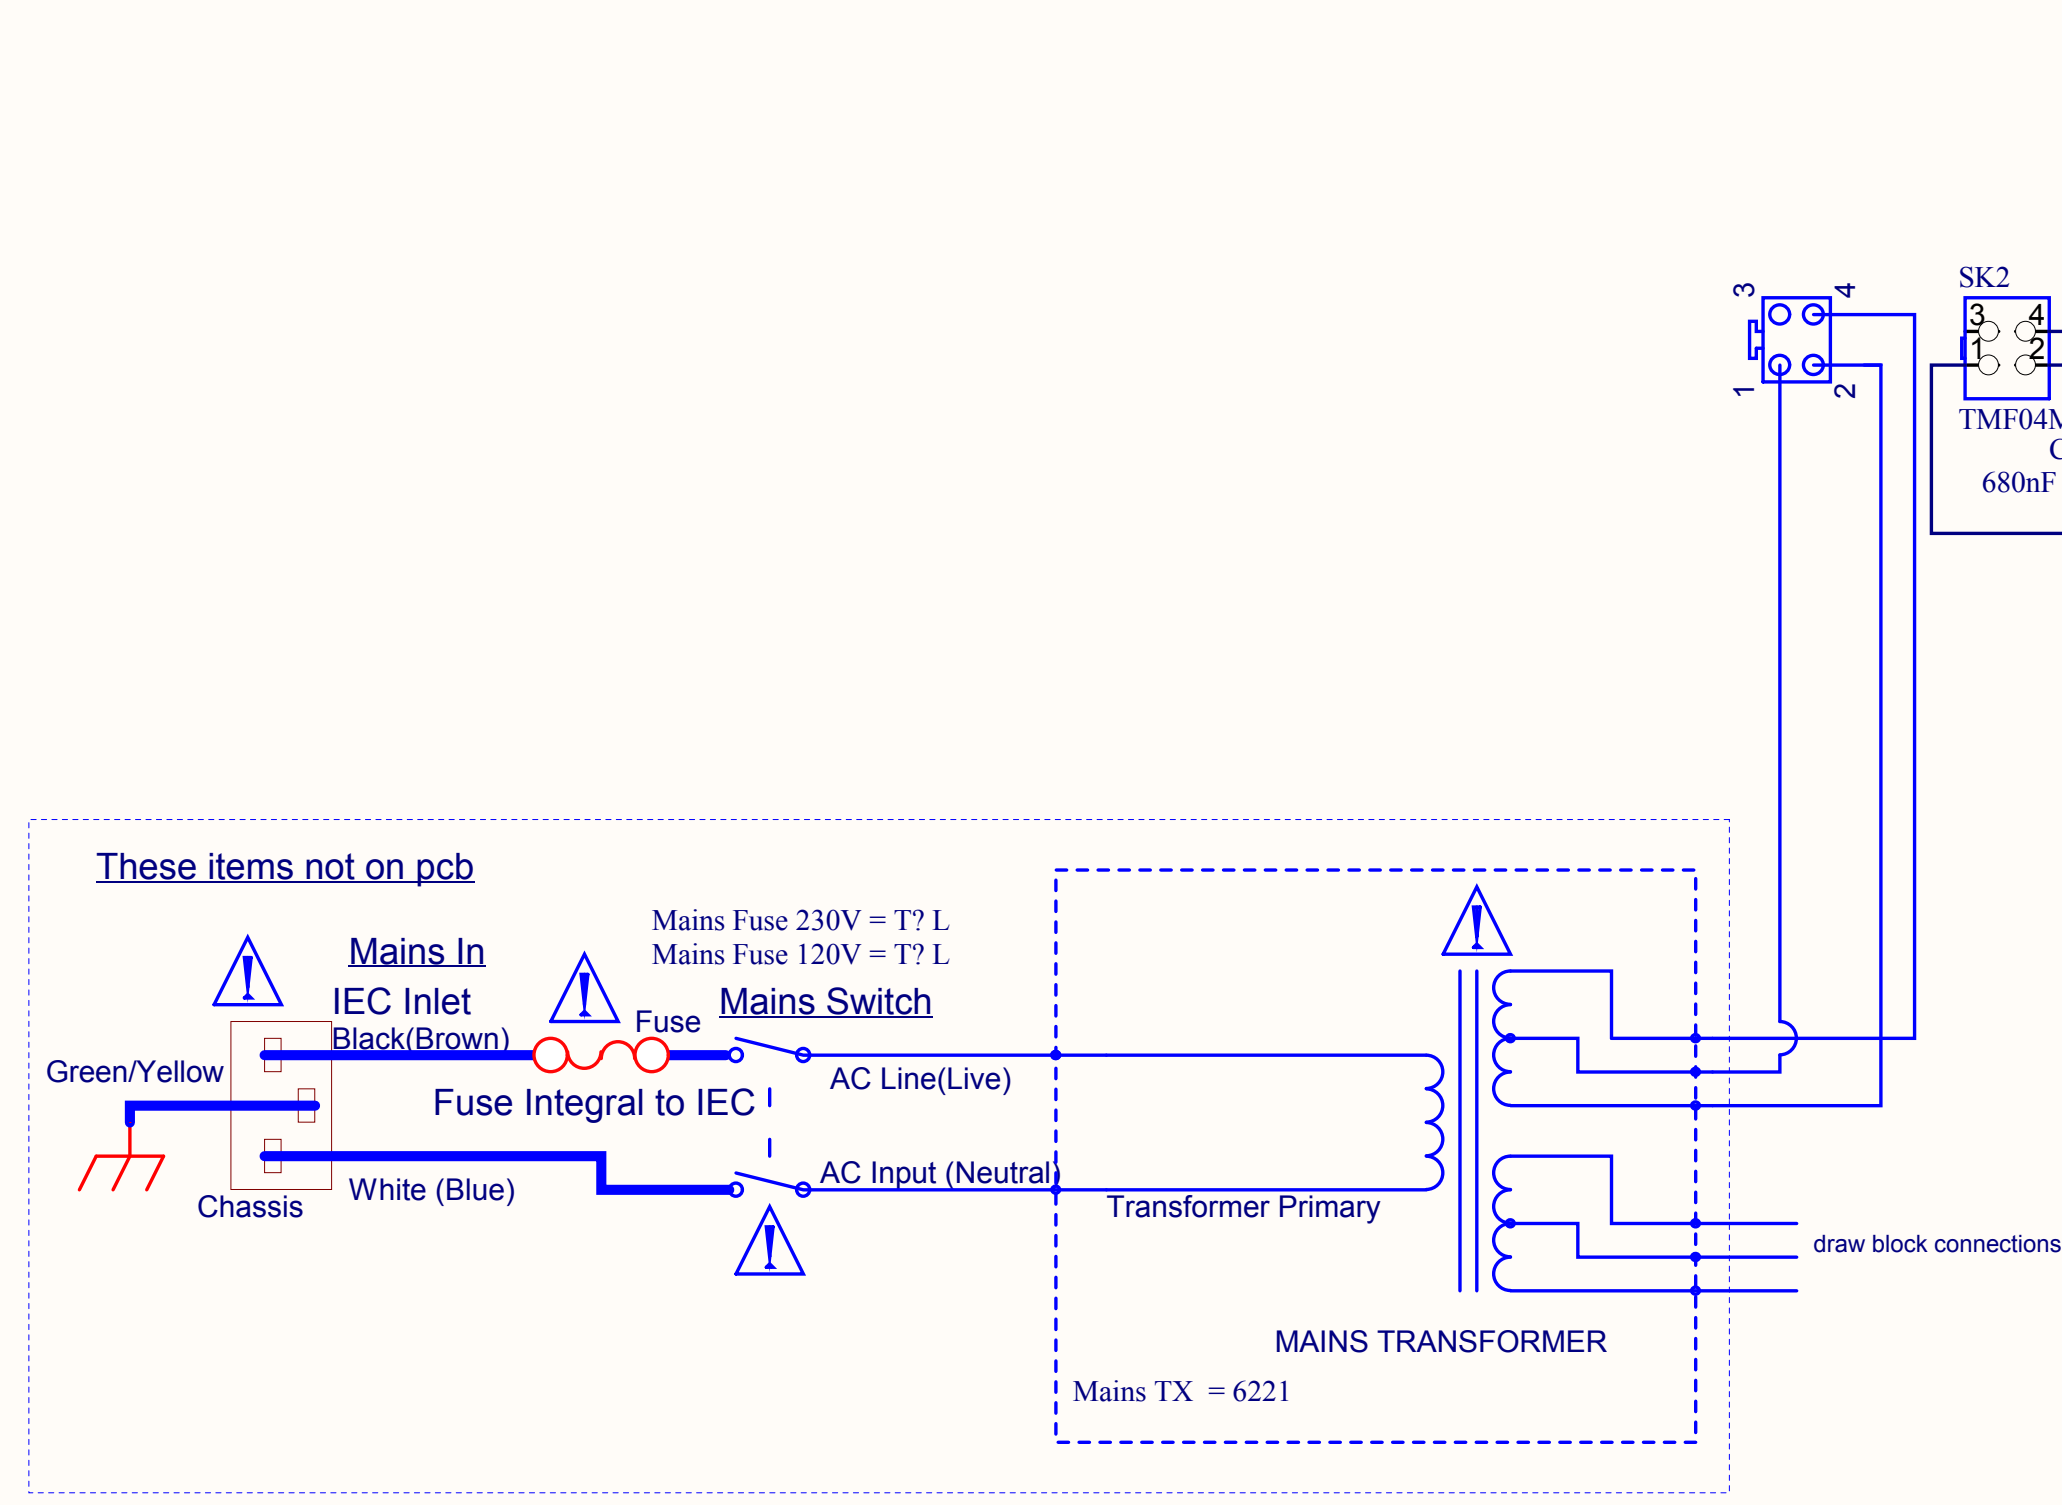 3
4
1
2
SK2
3
4
1
2
TMF04M
C
680nF
These items not on pcb
Mains Fuse 230V = T? L
Mains Fuse 120V = T? L
Mains In
IEC Inlet
Mains Switch
Black(Brown)
Fuse
Green/Yellow
AC Line(Live)
Fuse Integral to IEC
AC Input (Neutral)
White (Blue)
Chassis
Transformer Primary
draw block connections
MAINS TRANSFORMER
Mains TX = 6221